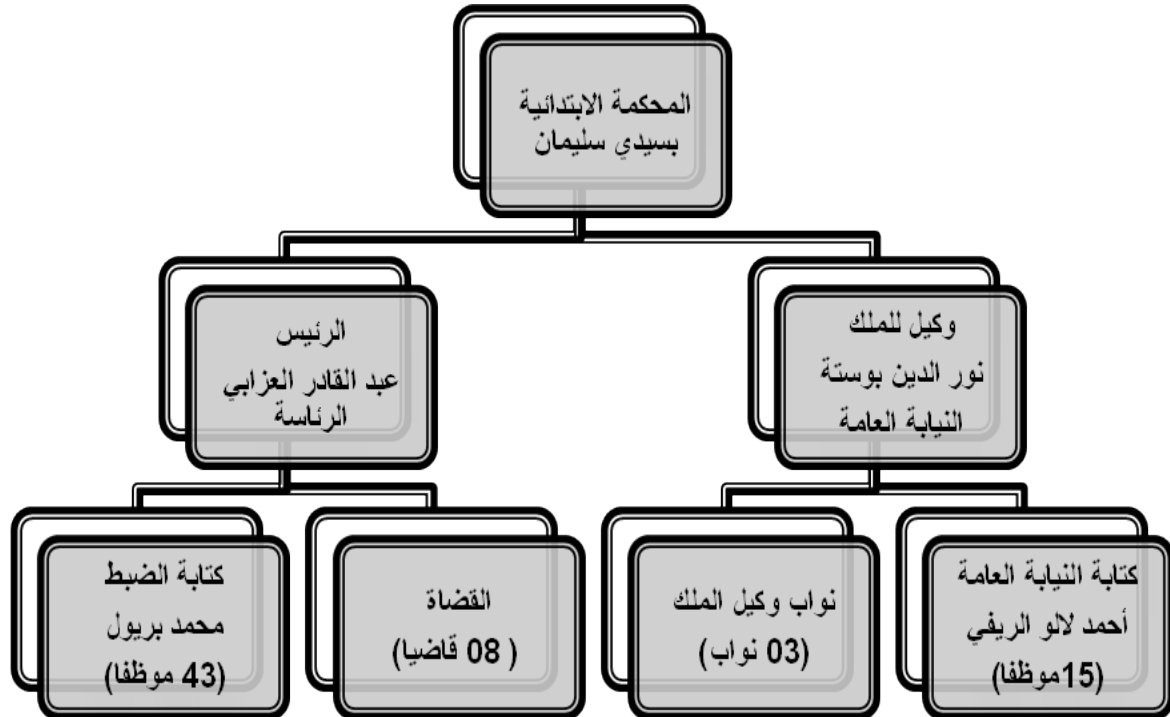 المحكمة الابتدائية
بسيدي سليمان
وكيل للملك
نور الدين بوستة
النيابة العامة
الرئيس
عبد القادر العزابي
الرئاسة
كتابة النيابة العامة
أحمد لالو الريفي
(15موظفا)
نواب وكيل الملك
(03 نواب)
القضاة
( 08 قاضيا)
كتابة الضبط
محمد بريول
(43 موظفا)